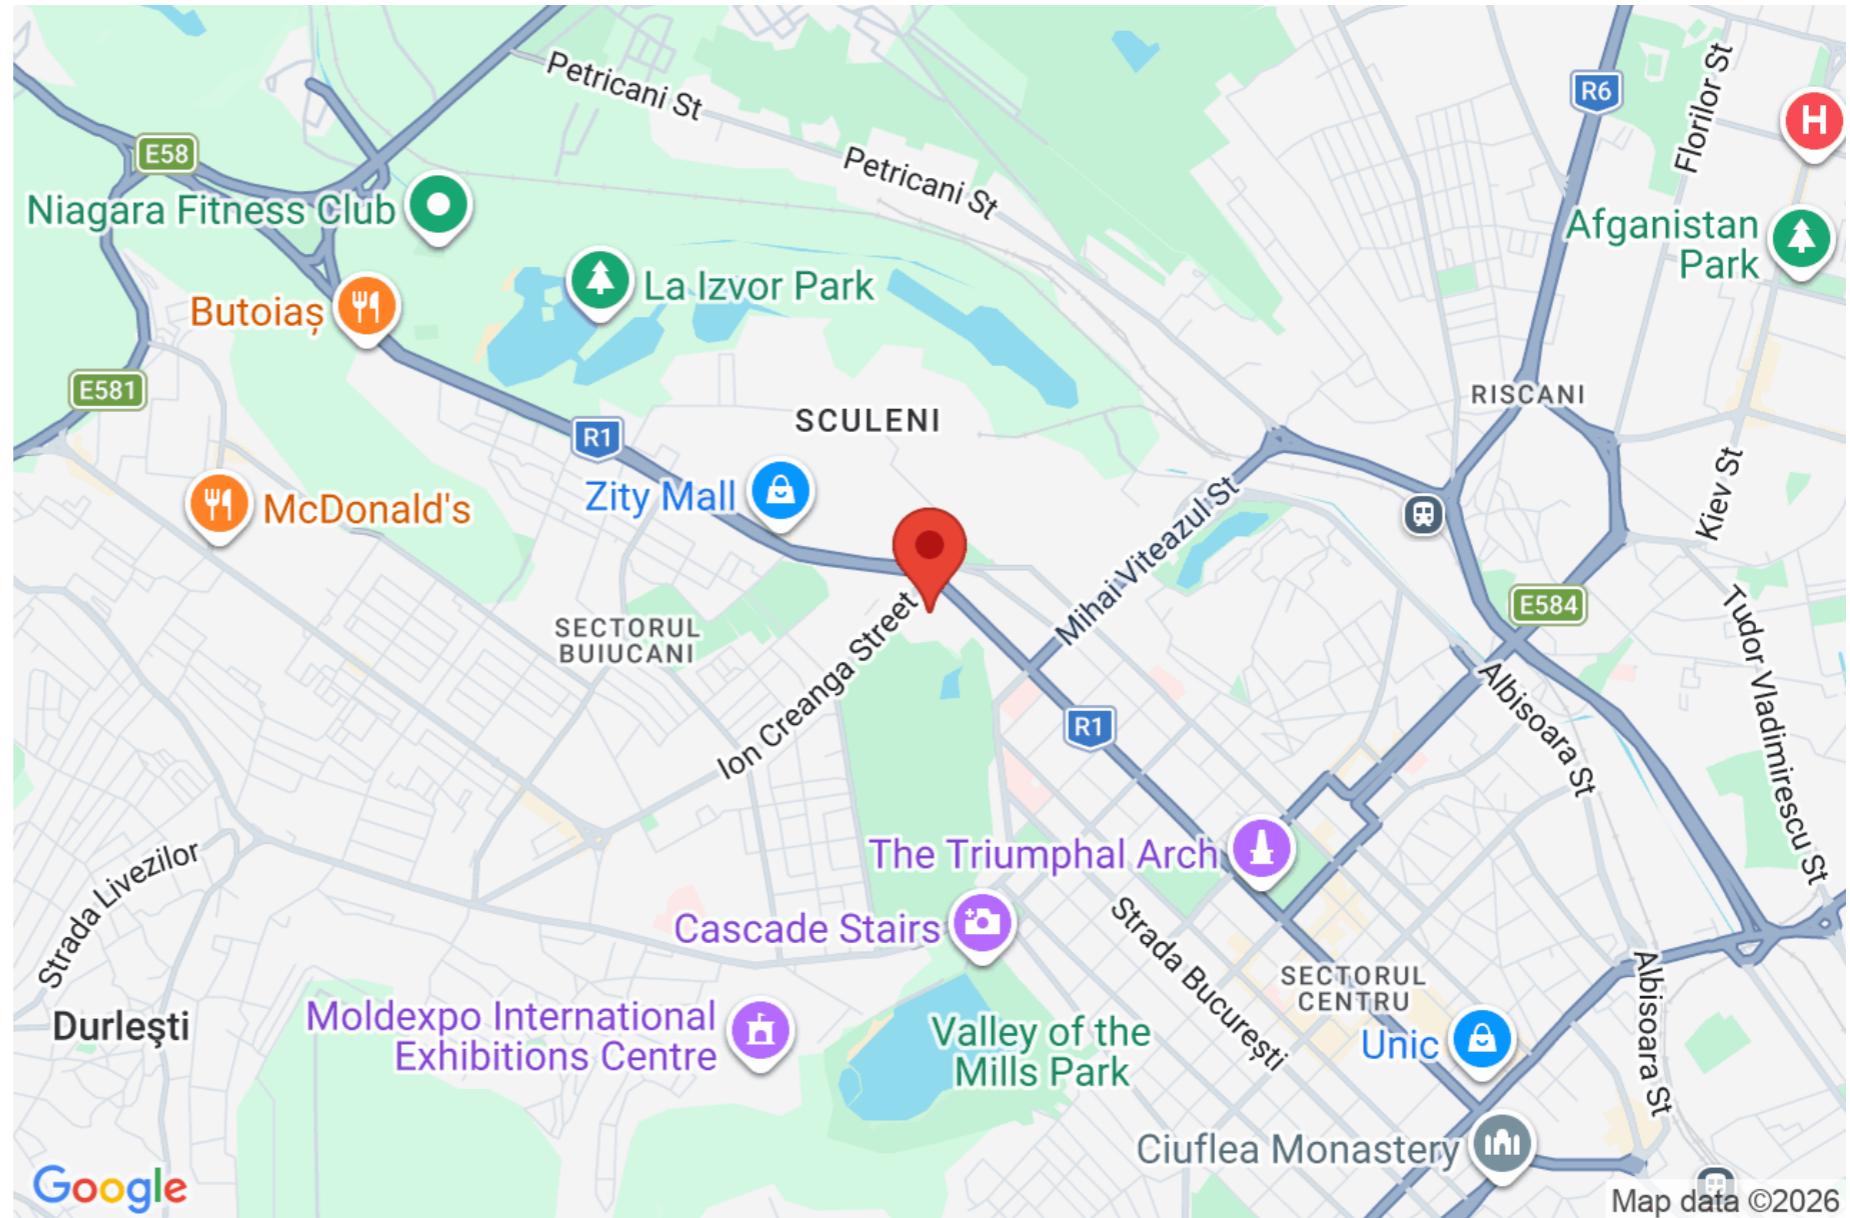 Petricani St
R6
Florilor St
H
E58
Petricani St
Niagara Fitness Club
Afganistan
Park
La Izvor Park
Butoiaș
E581
RISCANI
SCULENI
R1
Kiev St
Zity Mall
McDonald's
Mihai Viteazul St
E584
Ion Creanga Street
SECTORUL
BUIUCANI
Tudor Vladimirescu St
Albisoara St
R1
The Triumphal Arch
Strada Livezilor
Cascade Stairs
Strada București
SECTORUL
CENTRU
Albisoara St
Durleşti
Moldexpo International
Exhibitions Centre
Valley of the
Mills Park
Unic
Ciuflea Monastery
Google
Map data ©2026